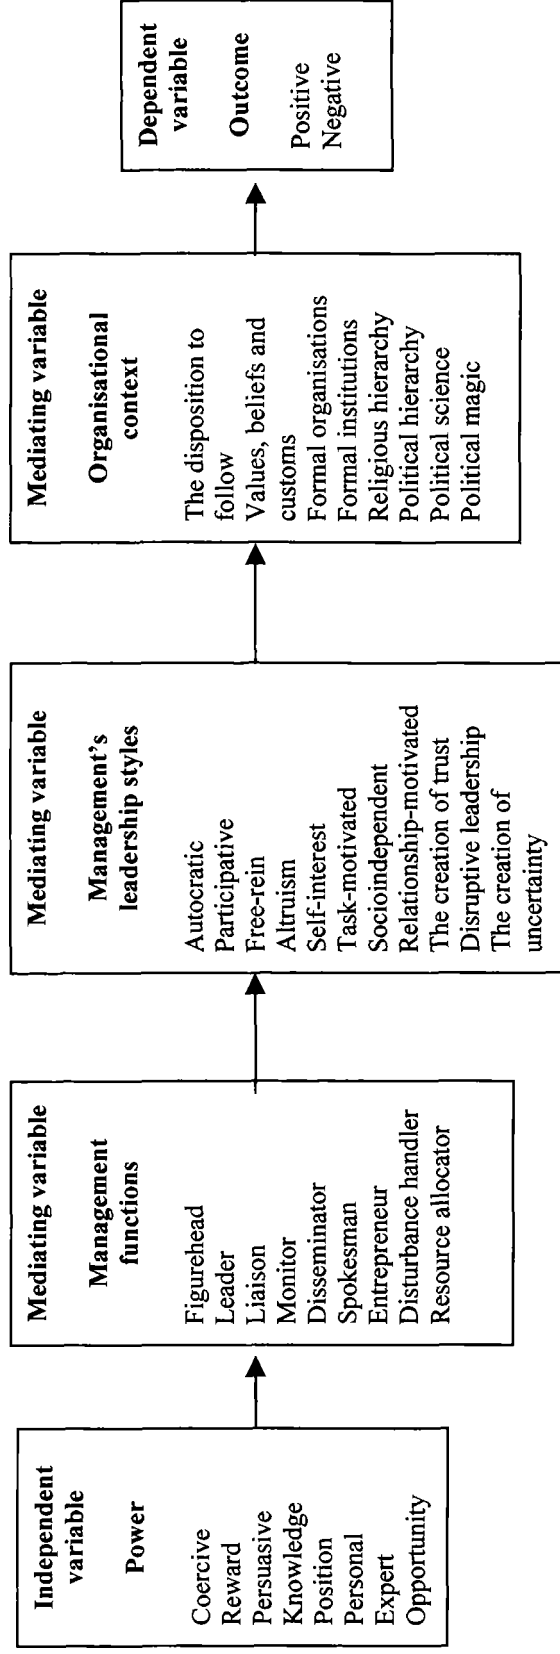 Independent
variable
Power
Coercive
Reward
Persuasive
Knowledge
Position
Personal
Expert
Opportunity
Mediating variable
Management
functions
Figurehead
Leader
Liaison
Monitor
Disseminator
Spokesman
Entrepreneur
Disturbance handler
Resource allocator
Mediating variable
Management's
leadership styles
Autocratic
Participative
Free-rein
Altruism
Self-interest
Task-motivated
Socioindependent
Relationship-motivated
The creation of trust
Disruptive leadership
The creation of
uncertainty
Mediating variable
Organisational
context
The disposition to
follow
Values, beliefs and
customs
Formal organisations
Formal institutions
Religious hierarchy
Political hierarchy
Political science
Political magic
Dependent
variable
Outcome
Positive
Negative